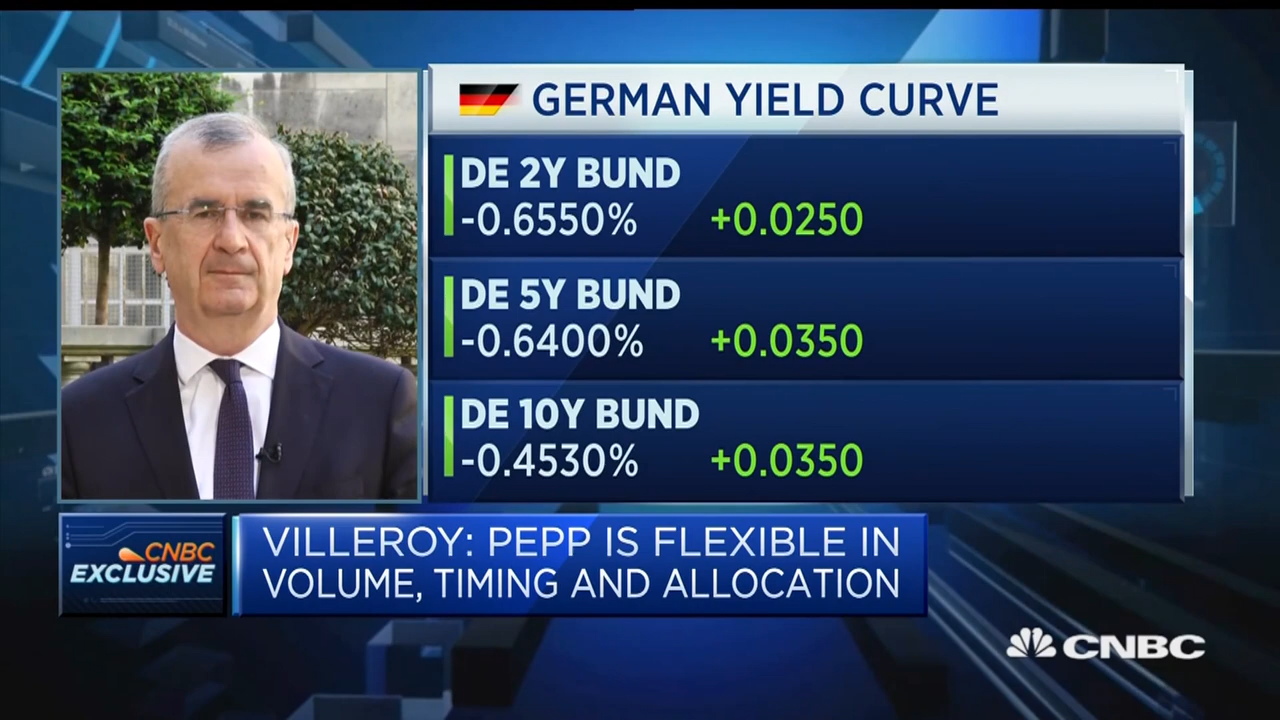 GERMAN YIELD CURVE
DE 2Y BUND
-0.6550% +0.0250
DE 5Y BUND
-0.6400% +0.0350
DE 10Y BUND
-0.4530% +0.0350
CNBC
EXCLUSIVE
VILLEROY: PEPP IS FLEXIBLE IN
VOLUME, TIMING AND ALLOCATION
CNBC